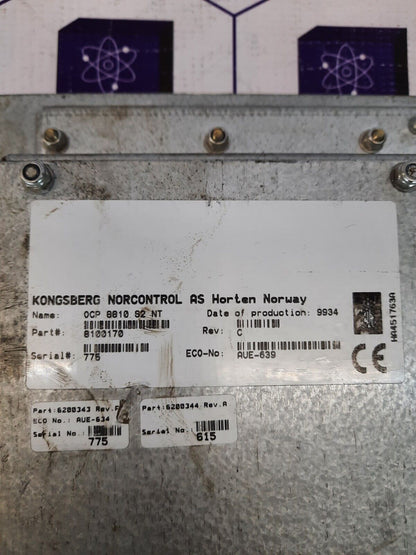 KONGSBERG NORCONTROL AS Horten Norway
Name: OCP 8810 S2 NT Date of production: 9934
Part#: 8100170 Rev: C
Serial#: 775 ECO-No: AUE-639
HA451763A
CE
Part:6200343 Rev.F
ECO No.: AUE-634
Serial No.: 775
Part:6200344 Rev.A
Serial No.: 615